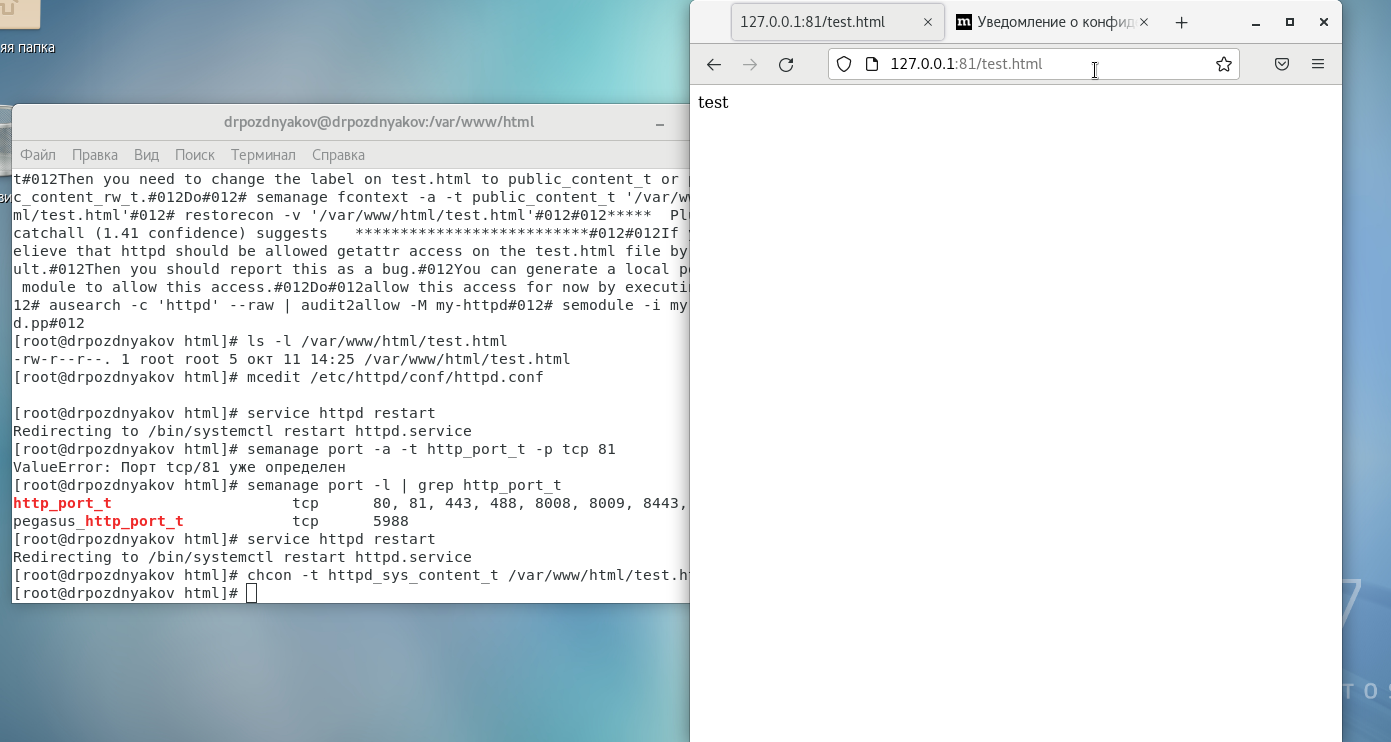 яя папка
drpozdnyakov@drpozdnyakov:/var/www/html
Файл Правка Вид Поиск Терминал Справка
t#012Then you need to change the label on test.html to public_content_t or
c_content_rw_t.#012Do#012# semanage fcontext -a -t public_content_t '/var/w
ml/test.html'#012# restorecon -v '/var/www/html/test.html'#012#012***** Pl
catchall (1.41 confidence) suggests **************************#012#012If
elieve that httpd should be allowed getattr access on the test.html file by
ult.#012Then you should report this as a bug.#012You can generate a local p
module to allow this access.#012Do#012allow this access for now by executi
12# ausearch -c 'httpd' --raw | audit2allow -M my-httpd#012# semodule -i my
d.pp#012
[root@drpozdnyakov html]# ls -l /var/www/html/test.html
-rw-r--r--. 1 root root 5 окт 11 14:25 /var/www/html/test.html
[root@drpozdnyakov html]# mcedit /etc/httpd/conf/httpd.conf
[root@drpozdnyakov html]# service httpd restart
Redirecting to /bin/systemctl restart httpd.service
[root@drpozdnyakov html]# semanage port -a -t http_port_t -p tcp 81
ValueError: Порт tcp/81 уже определен
[root@drpozdnyakov html]# semanage port -l | grep http_port_t
http_port_t tcp 80, 81, 443, 488, 8008, 8009, 8443,
pegasus_http_port_t tcp 5988
[root@drpozdnyakov html]# service httpd restart
Redirecting to /bin/systemctl restart httpd.service
[root@drpozdnyakov html]# chcon -t httpd_sys_content_t /var/www/html/test.h
[root@drpozdnyakov html]#
127.0.0.1:81/test.html
m Уведомление о конфид
127.0.0.1:81/test.html
test
7
TOS